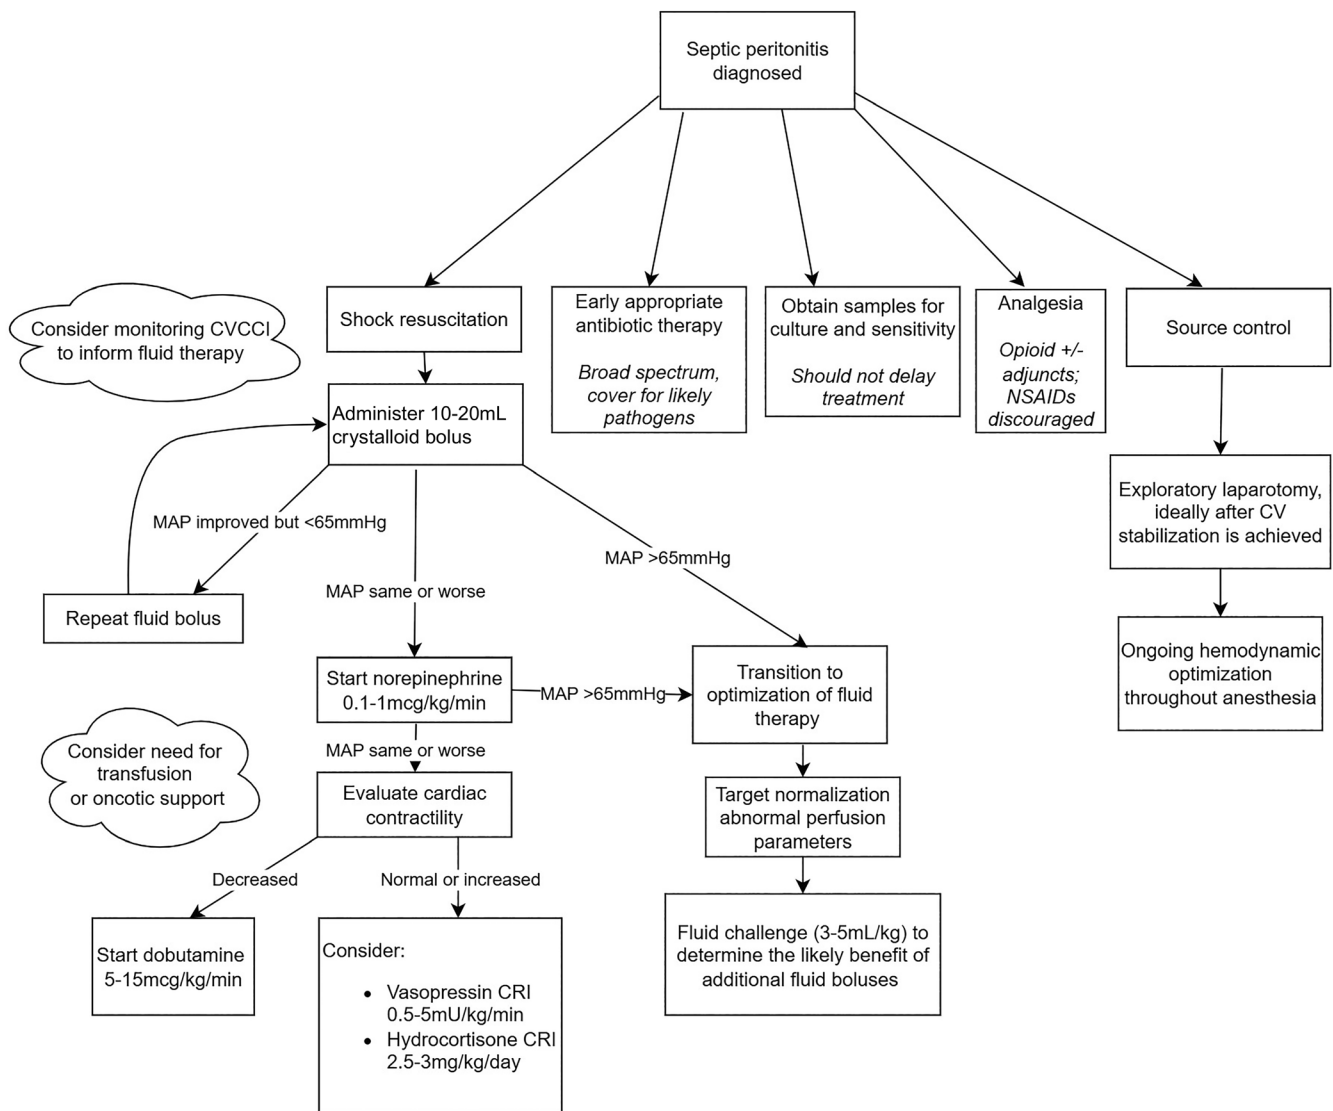 Septic peritonitis
diagnosed
Consider monitoring CVCCI
to inform fluid therapy
Shock resuscitation
Early appropriate
antibiotic therapy
Broad spectrum,
cover for likely
pathogens
Obtain samples for
culture and sensitivity
Should not delay
treatment
Analgesia
Opioid +/-
adjuncts;
NSAIDs
discouraged
Source control
Administer 10-20mL
crystalloid bolus
Exploratory laparotomy,
ideally after CV
stabilization is achieved
MAP improved but <65mmHg
MAP >65mmHg
MAP same or worse
Repeat fluid bolus
Start norepinephrine
0.1-1mcg/kg/min
MAP >65mmHg
Transition to
optimization of fluid
therapy
Ongoing hemodynamic
optimization
throughout anesthesia
Consider need for
transfusion
or oncotic support
MAP same or worse
Evaluate cardiac
contractility
Target normalization
abnormal perfusion
parameters
Decreased
Normal or increased
Start dobutamine
5-15mcg/kg/min
Consider:
• Vasopressin CRI
0.5-5mU/kg/min
• Hydrocortisone CRI
2.5-3mg/kg/day
Fluid challenge (3-5mL/kg) to
determine the likely benefit of
additional fluid boluses